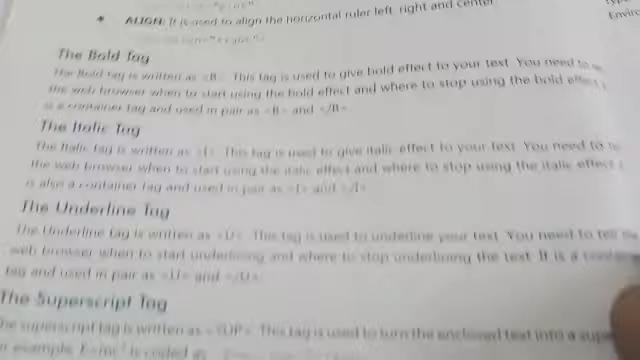 • ALIGN: It is used to align the horizontal ruler left, right and center
The Bold Tag
The Bold tag is written as <B>. This tag is used to give bold effect to your text. You need to
the web browser when to start using the bold effect and where to stop using the bold effect
is a container tag and used in pair as <B> and </B>
The Italic Tag
The Italic tag is written as <I>. This tag is used to give italic effect to your text. You need to
the web browser when to start using the italic effect and where to stop using the italic effect
is also a container tag and used in pair as <I> and </I>
The Underline Tag
The Underline tag is written as <U>. This tag is used to underline your text. You need to tell
web browser when to start underlining and where to stop underlining the text. It is a
tag and used in pair as <U> and </U>
The Superscript Tag
The superscript tag is written as <SUP>. This tag is used to turn the enclosed text into a
example, E=mc² is coded as